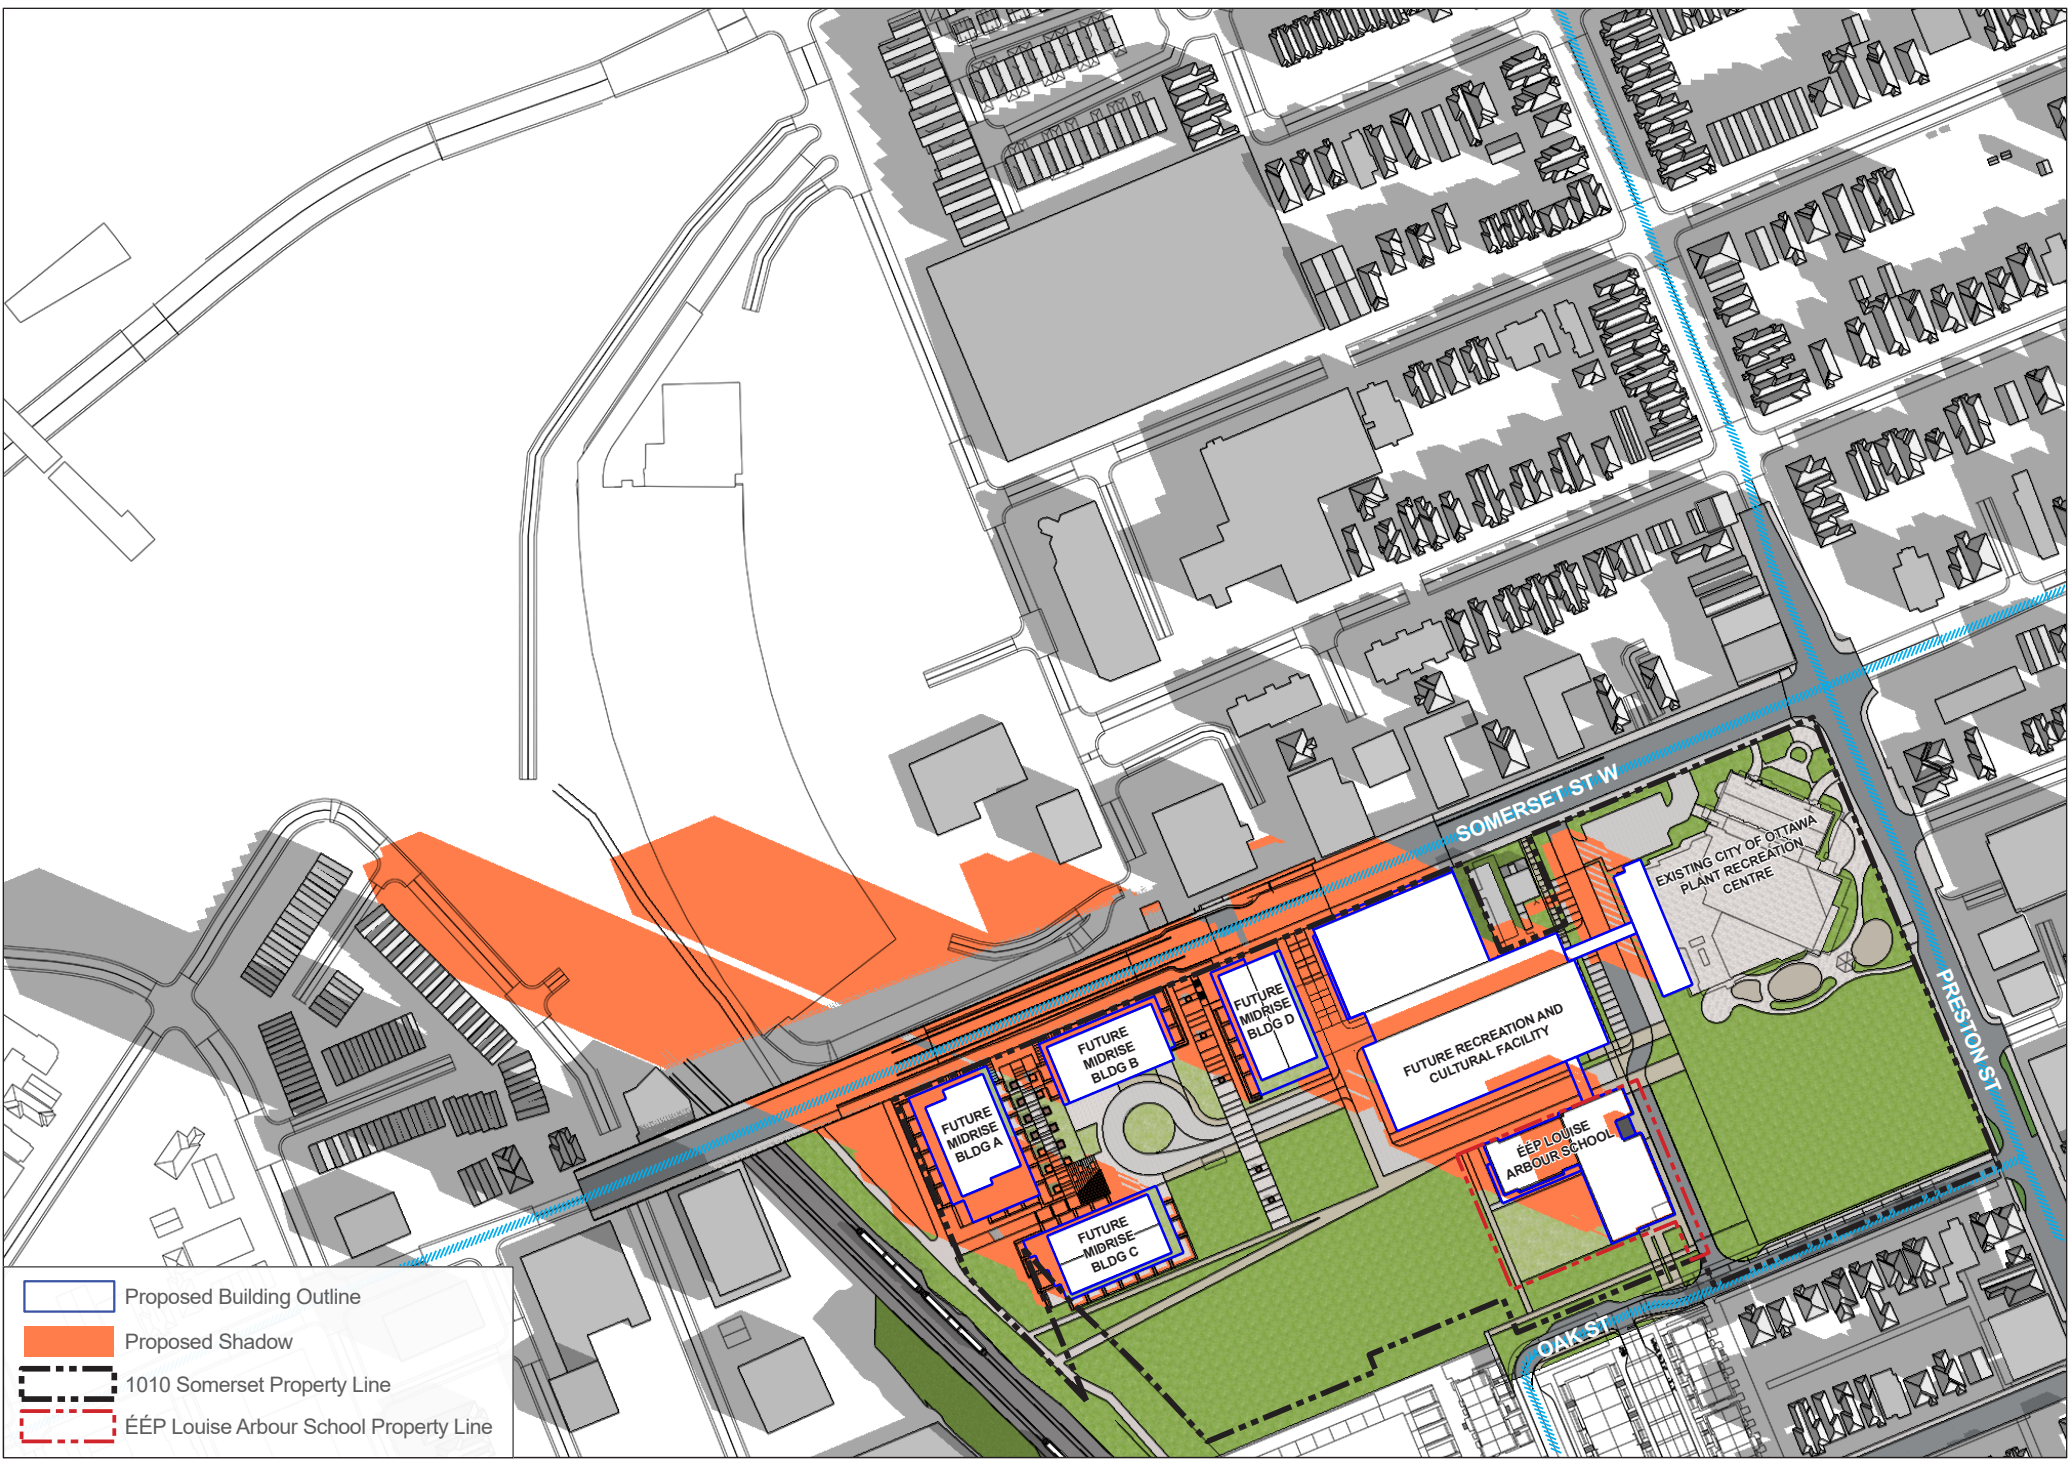 SOMERSET ST W
EXISTING CITY OF OTTAWA
PLANT RECREATION
CENTRE
PRESTON ST
FUTURE
MIDRISE
BLDG D
FUTURE
MIDRISE
BLDG B
FUTURE RECREATION AND
CULTURAL FACILITY
FUTURE
MIDRISE
BLDG A
ÉÉP LOUISE
ARBOUR SCHOOL
FUTURE
MIDRISE
BLDG C
OAK ST
Proposed Building Outline
Proposed Shadow
1010 Somerset Property Line
ÉÉP Louise Arbour School Property Line